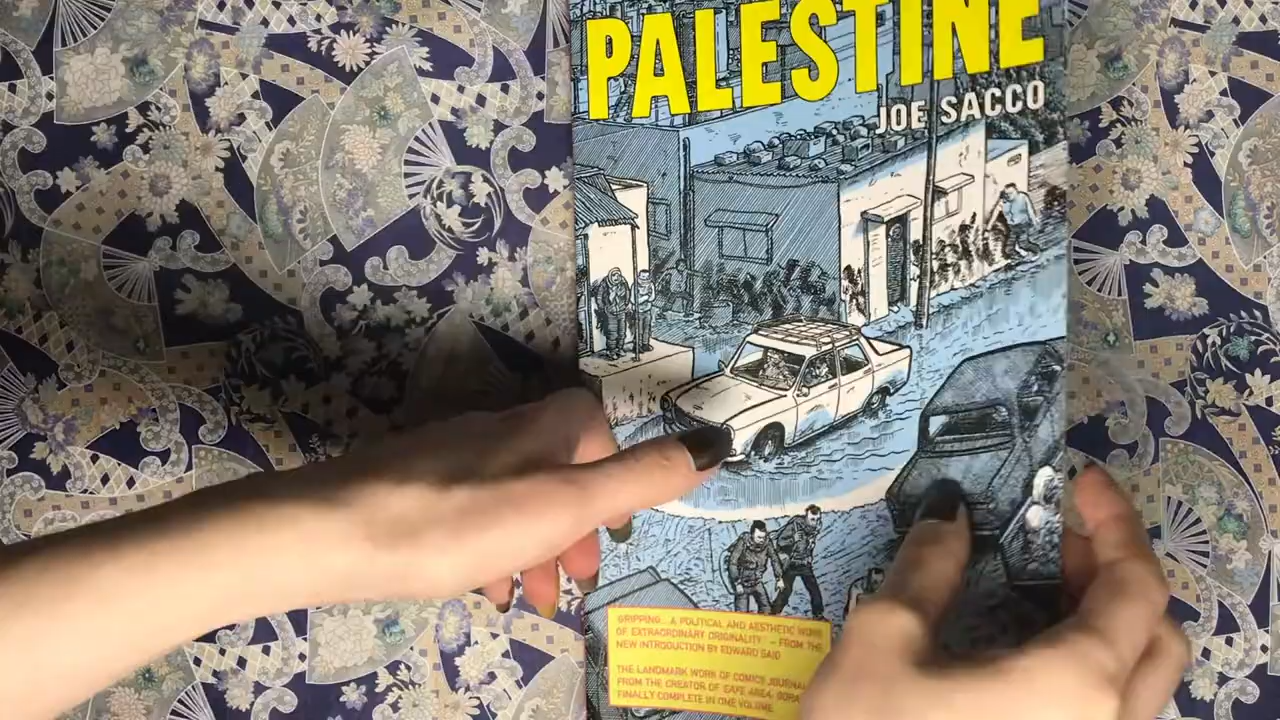 PALESTINE
JOE SACCO
GRIPPING... A POLITICAL AND AESTHETIC WORK
OF EXTRAORDINARY ORIGINALITY. – FROM THE
NEW INTRODUCTION BY EDWARD SAID
THE LANDMARK WORK OF COMICS
FROM THE CREATOR OF SAFE AREA
FINALLY COMPLETE IN ONE VOLUME